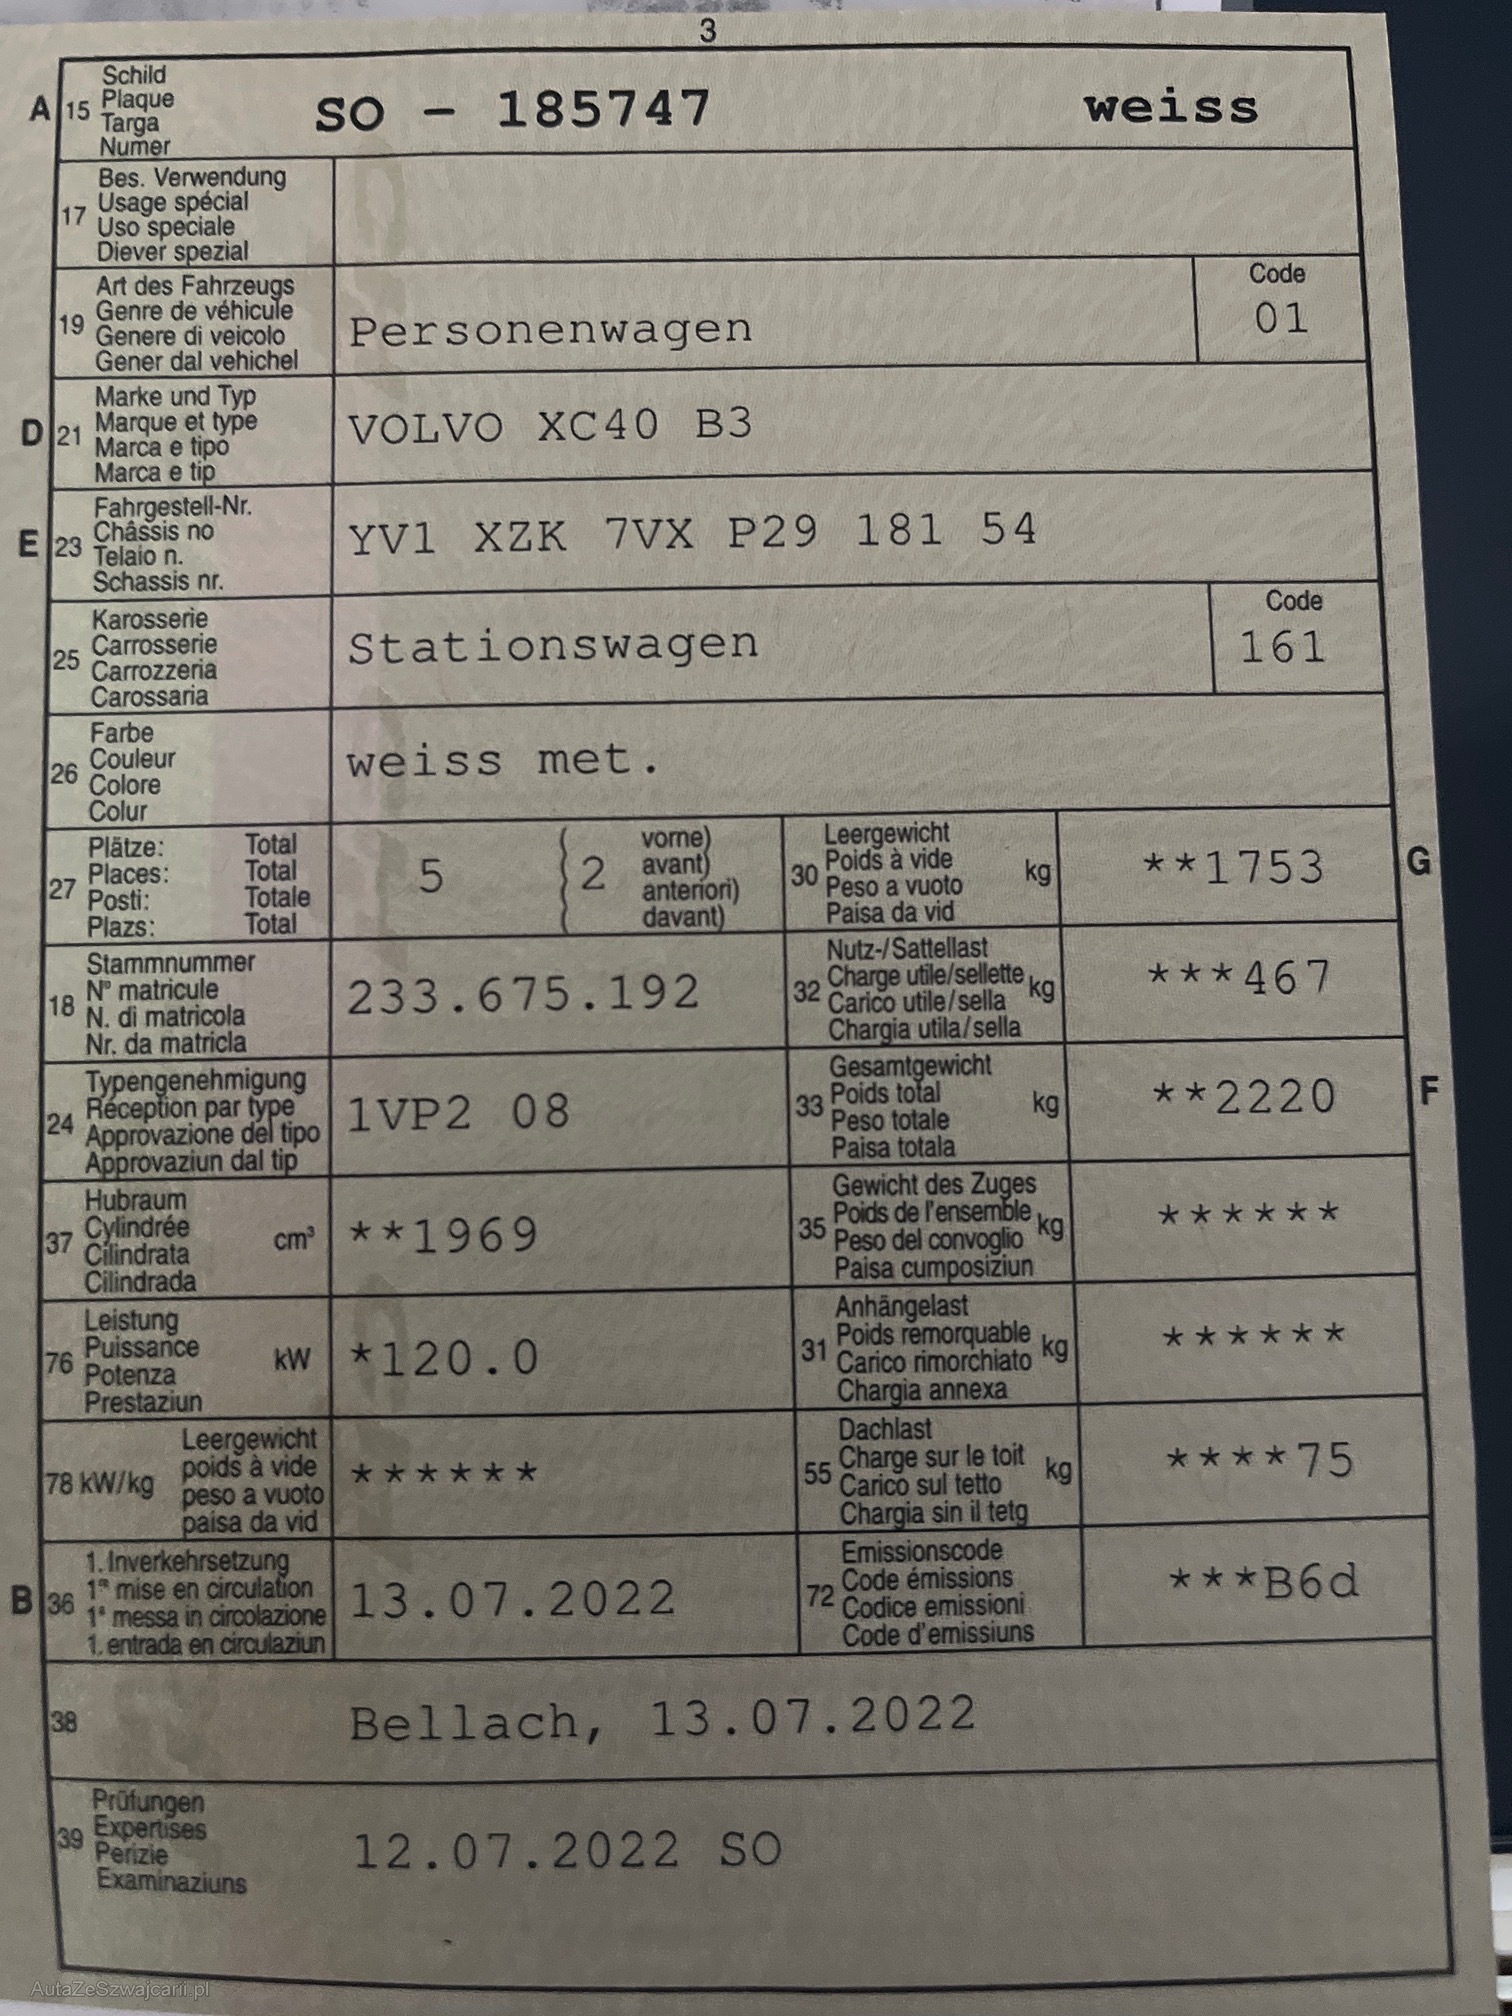 3
A 15 Schild
Plaque
Targa
Numer
SO - 185747 weiss
17 Bes. Verwendung
Usage spécial
Uso speciale
Diever spezial
19 Art des Fahrzeugs
Genre de véhicule
Genere di veicolo
Gener dal vehichel
Personenwagen
Code
01
D 21 Marke und Typ
Marque et type
Marca e tipo
Marca e tip
VOLVO XC40 B3
E 23 Fahrgestell-Nr.
Châssis no
Telaio n.
Schassis nr.
YV1 XZK 7VX P29 181 54
25 Karosserie
Carrosserie
Carrozzeria
Carossaria
Stationswagen
Code
161
26 Farbe
Couleur
Colore
Colur
weiss met.
27 Plätze: Total
Places: Total
Posti: Totale
Plazs: Total
5 ( 2 vorne)
( avant)
( anteriori)
( davant)
30 Leergewicht
Poids à vide kg
Peso a vuoto
Paisa da vid
**1753
G
18 Stammnummer
N° matricule
N. di matricola
Nr. da matricla
233.675.192
32 Nutz-/Sattellast
Charge utile/sellette kg
Carico utile/sella
Chargia utila/sella
***467
24 Typengenehmigung
Réception par type
Approvazione del tipo
Approvaziun dal tip
1VP2 08
33 Gesamtgewicht
Poids total kg
Peso totale
Paisa totala
**2220
F
37 Hubraum
Cylindrée cm³
Cilindrata
Cilindrada
**1969
35 Gewicht des Zuges
Poids de l'ensemble kg
Peso del convoglio
Paisa cumposiziun
******
76 Leistung
Puissance kW
Potenza
Prestaziun
*120.0
31 Anhängelast
Poids remorquable kg
Carico rimorchiato
Chargia annexa
******
78 kW/kg Leergewicht
poids à vide
peso a vuoto
paisa da vid
******
55 Dachlast
Charge sur le toit kg
Carico sul tetto
Chargia sin il tetg
****75
B 36 1. Inverkehrsetzung
1re mise en circulation
1a messa in circolazione
1. entrada en circulaziun
13.07.2022
72 Emissionscode
Code émissions
Codice emissioni
Code d'emissiuns
***B6d
38 Bellach, 13.07.2022
39 Prüfungen
Expertises
Perizie
Examinaziuns
12.07.2022 SO
AutaZeSzwajcarii.pl